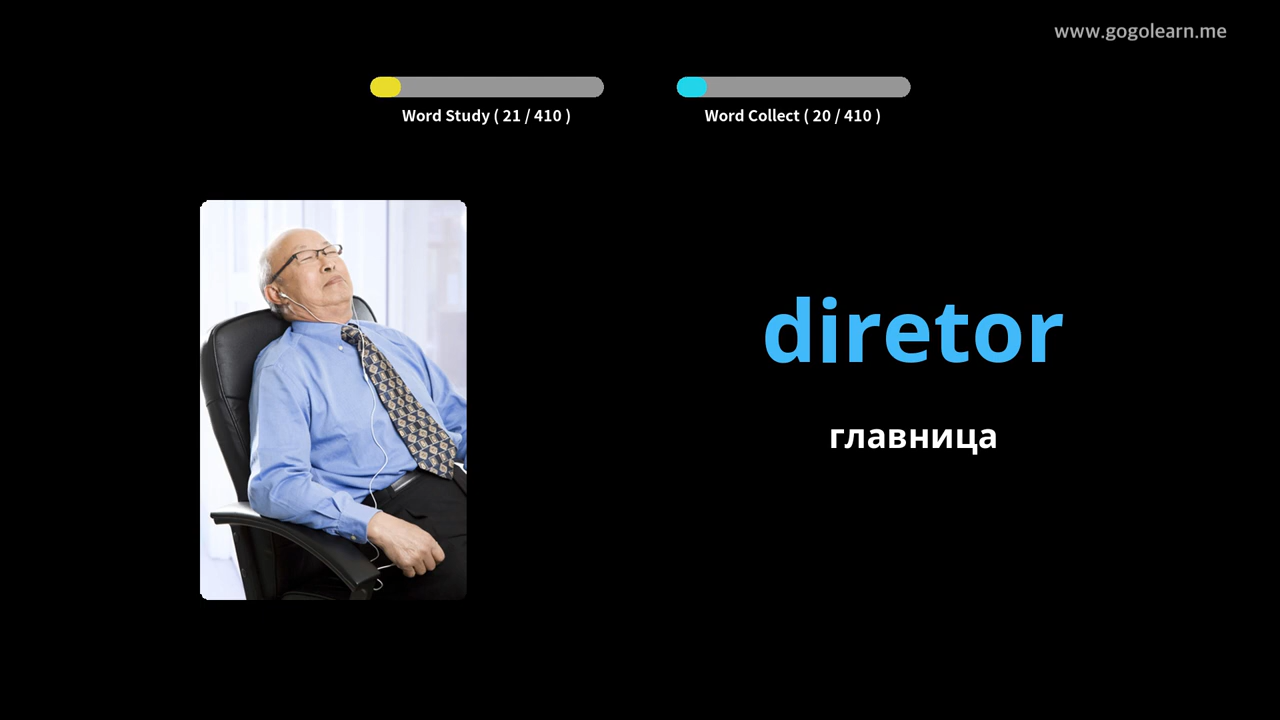 www.gogolearn.me
Word Study ( 21 / 410 )
Word Collect ( 20 / 410 )
diretor
главница